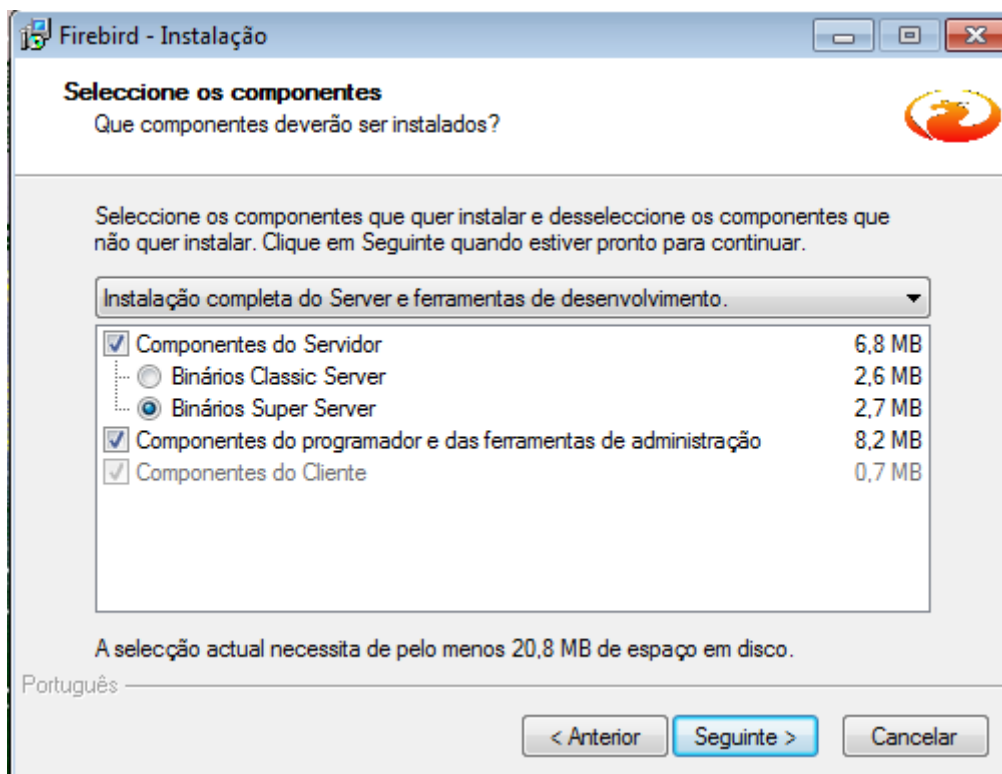 Firebird - Instalação
Seleccione os componentes
Que componentes deverão ser instalados?
Seleccione os componentes que quer instalar e desseleccione os componentes que
não quer instalar. Clique em Seguinte quando estiver pronto para continuar.
Instalação completa do Server e ferramentas de desenvolvimento.
Componentes do Servidor 6,8 MB
Binários Classic Server 2,6 MB
Binários Super Server 2,7 MB
Componentes do programador e das ferramentas de administração 8,2 MB
Componentes do Cliente 0,7 MB
A selecção actual necessita de pelo menos 20,8 MB de espaço em disco.
Português
< Anterior Seguinte > Cancelar